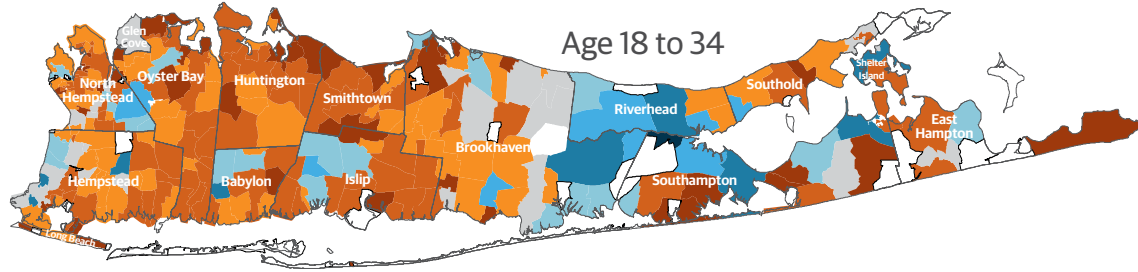 Age 18 to 34
Glen
Cove
Oyster Bay
North
Hempstead
Huntington
Smithtown
Brookhaven
Riverhead
Southold
Shelter
Island
East
Hampton
Hempstead
Babylon
Islip
Southampton
Long Beach